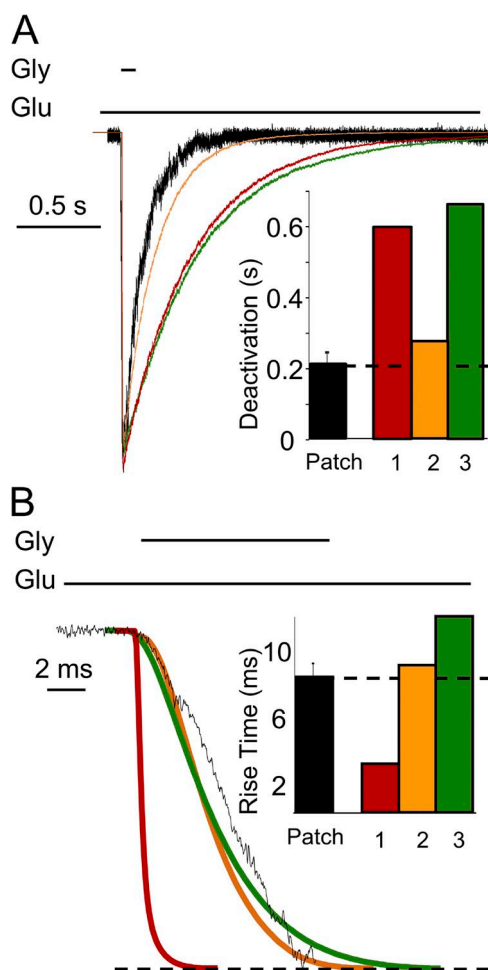 A
Gly
Glu
0.5 s
Deactivation (s)
0.6
0.4
0.2
0
Patch 1 2 3
B
Gly
Glu
2 ms
Rise Time (ms)
10
6
2
Patch 1 2 3